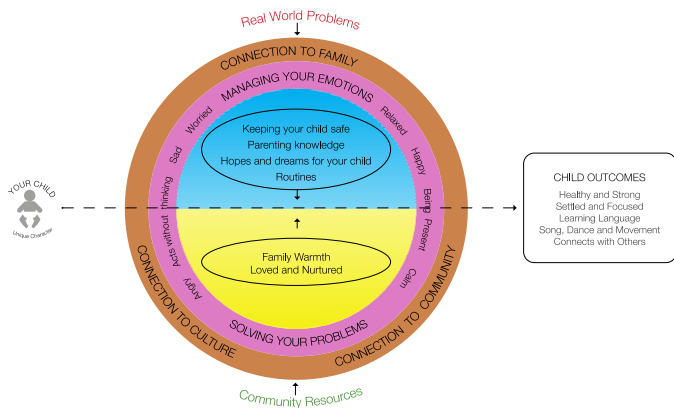 Real World Problems
CONNECTION TO FAMILY
MANAGING YOUR EMOTIONS
Worried
Sad
Acts without thinking
Angry
Relaxed
Happy
Being Present
Calm
Keeping your child safe
Parenting knowledge
Hopes and dreams for your child
Routines
YOUR CHILD
Unique Character
Family Warmth
Loved and Nurtured
SOLVING YOUR PROBLEMS
CONNECTION TO CULTURE
CONNECTION TO COMMUNITY
Community Resources
CHILD OUTCOMES
Healthy and Strong
Settled and Focused
Learning Language
Song, Dance and Movement
Connects with Others